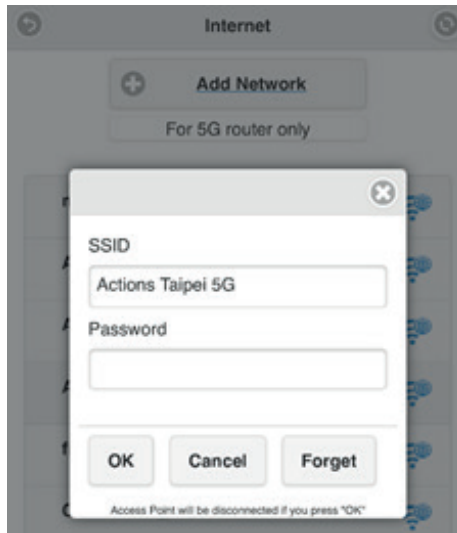 Internet
Add Network
For 5G router only
SSID
Actions Taipei 5G
Password
OK Cancel Forget
Access Point will be disconnected if you press "OK"